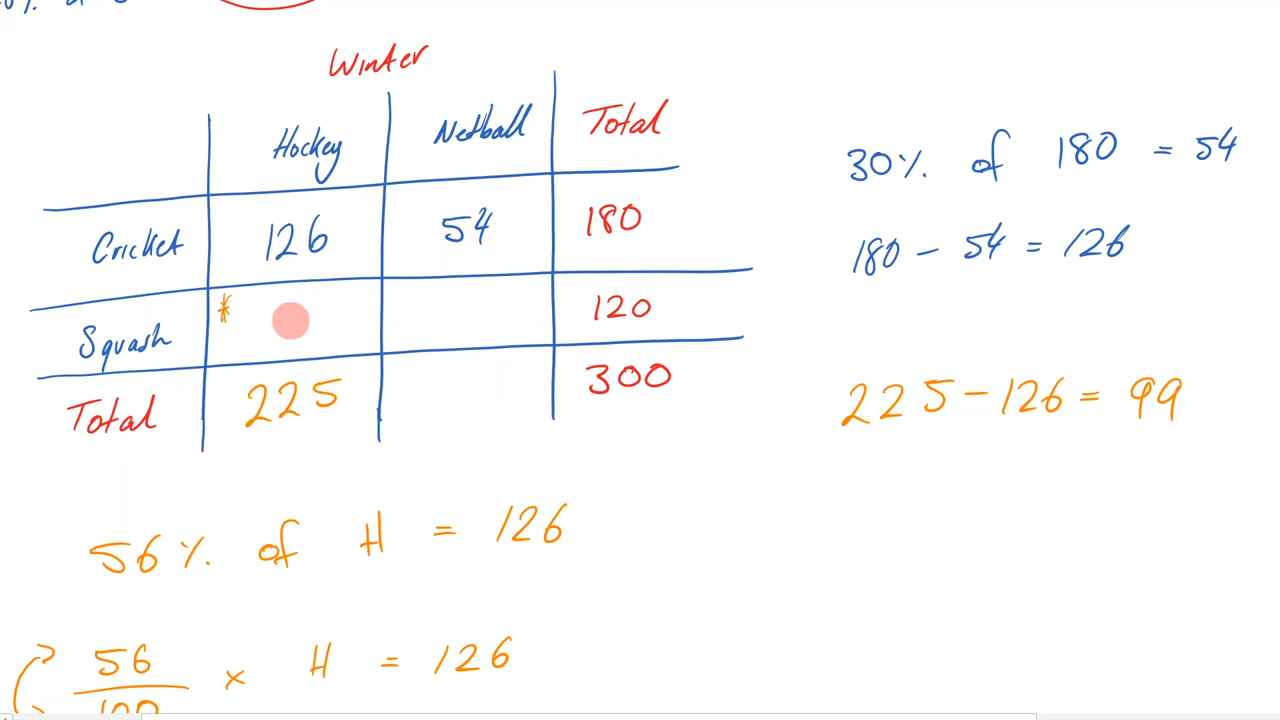 Winter
Hockey Netball Total
Cricket 126 54 180
Squash * 120
Total 225 300
30% of 180 = 54
180 - 54 = 126
225 - 126 = 99
56% of H = 126
56
100 × H = 126